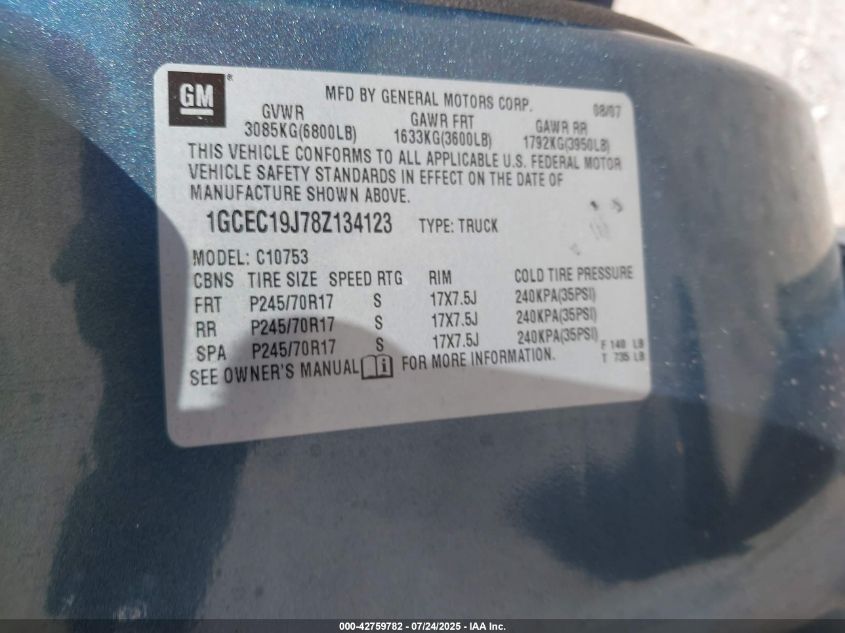 GM®
MFD BY GENERAL MOTORS CORP. 08/07
GVWR GAWR FRT GAWR RR
3085KG(6800LB) 1633KG(3600LB) 1792KG(3950LB)
THIS VEHICLE CONFORMS TO ALL APPLICABLE U.S. FEDERAL MOTOR
VEHICLE SAFETY STANDARDS IN EFFECT ON THE DATE OF
MANUFACTURE SHOWN ABOVE.
1GCEC19J78Z134123 TYPE: TRUCK
MODEL: C10753
CBNS TIRE SIZE SPEED RTG RIM COLD TIRE PRESSURE
FRT P245/70R17 S 17X7.5J 240KPA(35PSI)
RR P245/70R17 S 17X7.5J 240KPA(35PSI)
SPA P245/70R17 S 17X7.5J 240KPA(35PSI)
F 140 LB
T 735 LB
SEE OWNER'S MANUAL i FOR MORE INFORMATION.
000-42759782 - 07/24/2025 - IAA Inc.